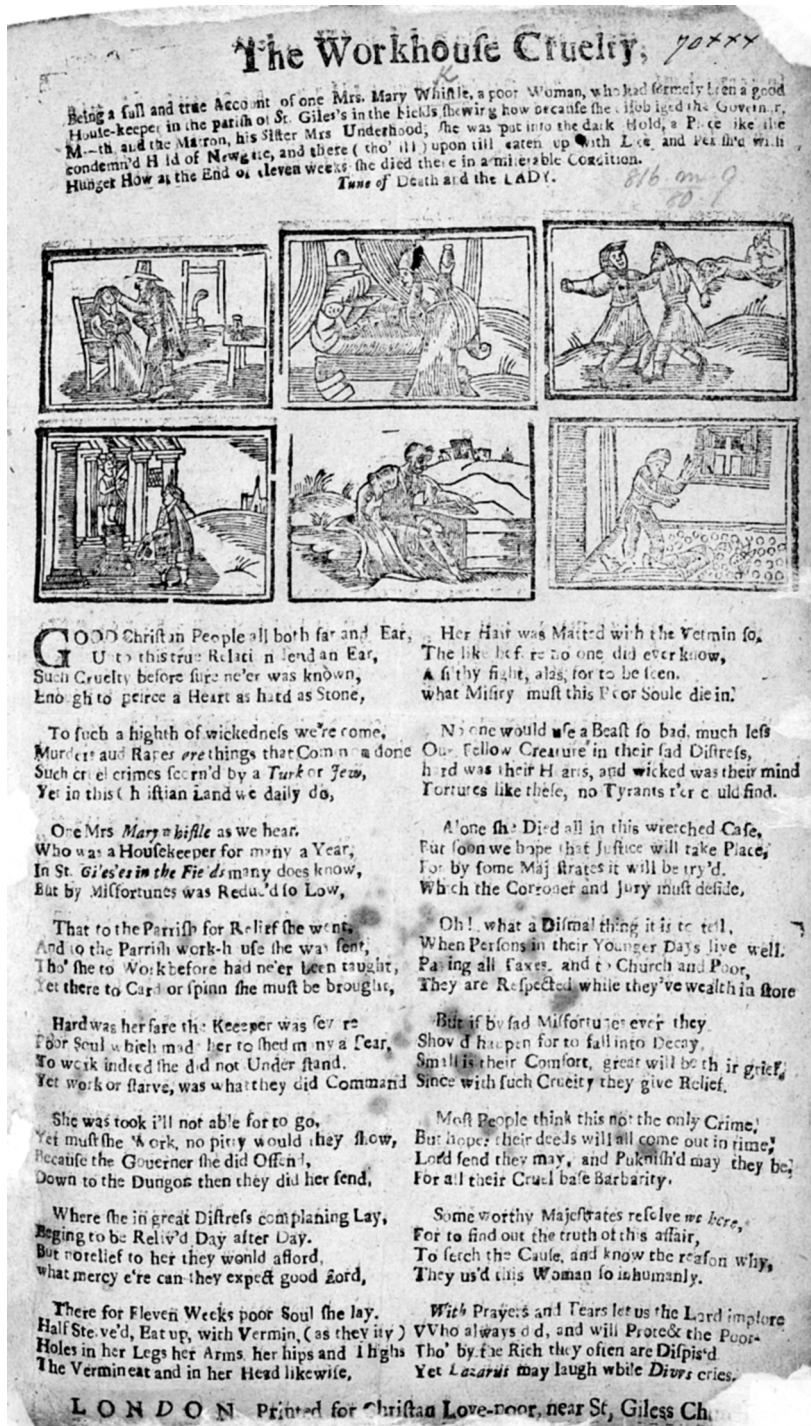 The Workhouſe Cruelty,
70+++
Being a full and true Account of one Mrs. Mary Whiſtle, a poor Woman, who had formely been a good
Houſe-keeper in the pariſh of St. Giles's in the Fields ſhewing how becauſe ſhe diſobliged the Governer,
M—th and the Matron, his Siſter Mrs Underhood; ſhe was put into the dark Hold, a Place like the
condemn'd Hold of Newgate, and there (tho' ill) upon till eaten up with Lice, and Periſh'd with
Hunger How at the End of eleven weeks ſhe died there in a miſerable Condition.
Tune of Death and the LADY.
816 m 9
80
GOOD Chriſtian People all both far and Ear,
Unto this true Relation lend an Ear,
Such Cruelty before ſure ne'er was known,
Enough to peirce a Heart as hard as Stone,
To ſuch a highth of wickedneſs we're come,
Murders aud Rapes are things that Common done
Such cruel crimes ſcorn'd by a Turk or Jew,
Yet in this Chriſtian Land we daily do,
One Mrs Mary whiſtle as we hear.
Who was a Houſekeeper for many a Year,
In St. Giles'es in the Fields many does know,
But by Misfortunes was Reduc'd ſo Low,
That to the Parriſh for Relief ſhe went,
And to the Parriſh work-houſe ſhe was ſent,
Tho' ſhe to Work before had ne'er been taught,
Yet there to Card or ſpinn ſhe muſt be brought,
Hard was her fare the Keeeper was ſevere
Poor Soul which made her to ſhed many a Tear,
To work indeed ſhe did not Under ſtand.
Yet work or ſtarve, was what they did Command
She was took i'll not able for to go,
Yet muſt ſhe Work, no pitty would they ſhow,
Becauſe the Gouerner ſhe did Offend,
Down to the Dungon then they did her ſend,
Where ſhe in great Diſtreſs complaning Lay,
Beging to be Reliv'd Day after Day.
But no relief to her they wonld afford,
what mercy e're can they expect good Lord,
There for Eleven Weeks poor Soul ſhe lay.
Half Sterve'd, Eat up, with Vermin, (as they ſay)
Holes in her Legs her Arms, her hips and Thighs
The Vermin eat and in her Head likewiſe,
Her Hair was Matted with the Vermin ſo,
The like before no one did ever know,
A filthy ſight, alas, for to be ſeen.
what Miſiry muſt this Poor Soule die in.
No one would uſe a Beaſt ſo bad, much leſs
Our Fellow Creature in their ſad Diſtreſs,
hard was their Hearts, and wicked was their mind
Tortures like theſe, no Tyrants e'er could find.
Alone ſhe Died all in this wretched Caſe,
But ſoon we hope that Juſtice will take Place,
For by ſome Majiſtrates it will be try'd.
Which the Corroner and Jury muſt deſide,
Oh! what a Diſmal thing it is to tell,
When Perſons in their Younger Days live well.
Paying all Taxes, and to Church and Poor,
They are Reſpected while they've wealth in ſtore
But if by ſad Misfortunes ever they
Shov'd happen for to fall into Decay,
Small is their Comfort, great will be their grief,
Since with ſuch Cruelty they give Relief.
Moſt People think this not the only Crime,
But hopes their deeds will all come out in time,
Lord ſend they may, and Pukniſh'd may they be,
For all their Cruel baſe Barbarity.
Some worthy Majeſtrates reſolve we here,
For to find out the truth of this affair,
To ſerch the Cauſe, and know the reaſon why,
They us'd this Woman ſo inhumanly.
With Prayers and Tears let us the Lord implore
VVho always did, and will Protect the Poor
Tho' by the Rich they often are Diſpis'd
Yet Lazarus may laugh while Divrs cries.
LONDON Printed for Chriſtan Love-poor, near St, Gileſs